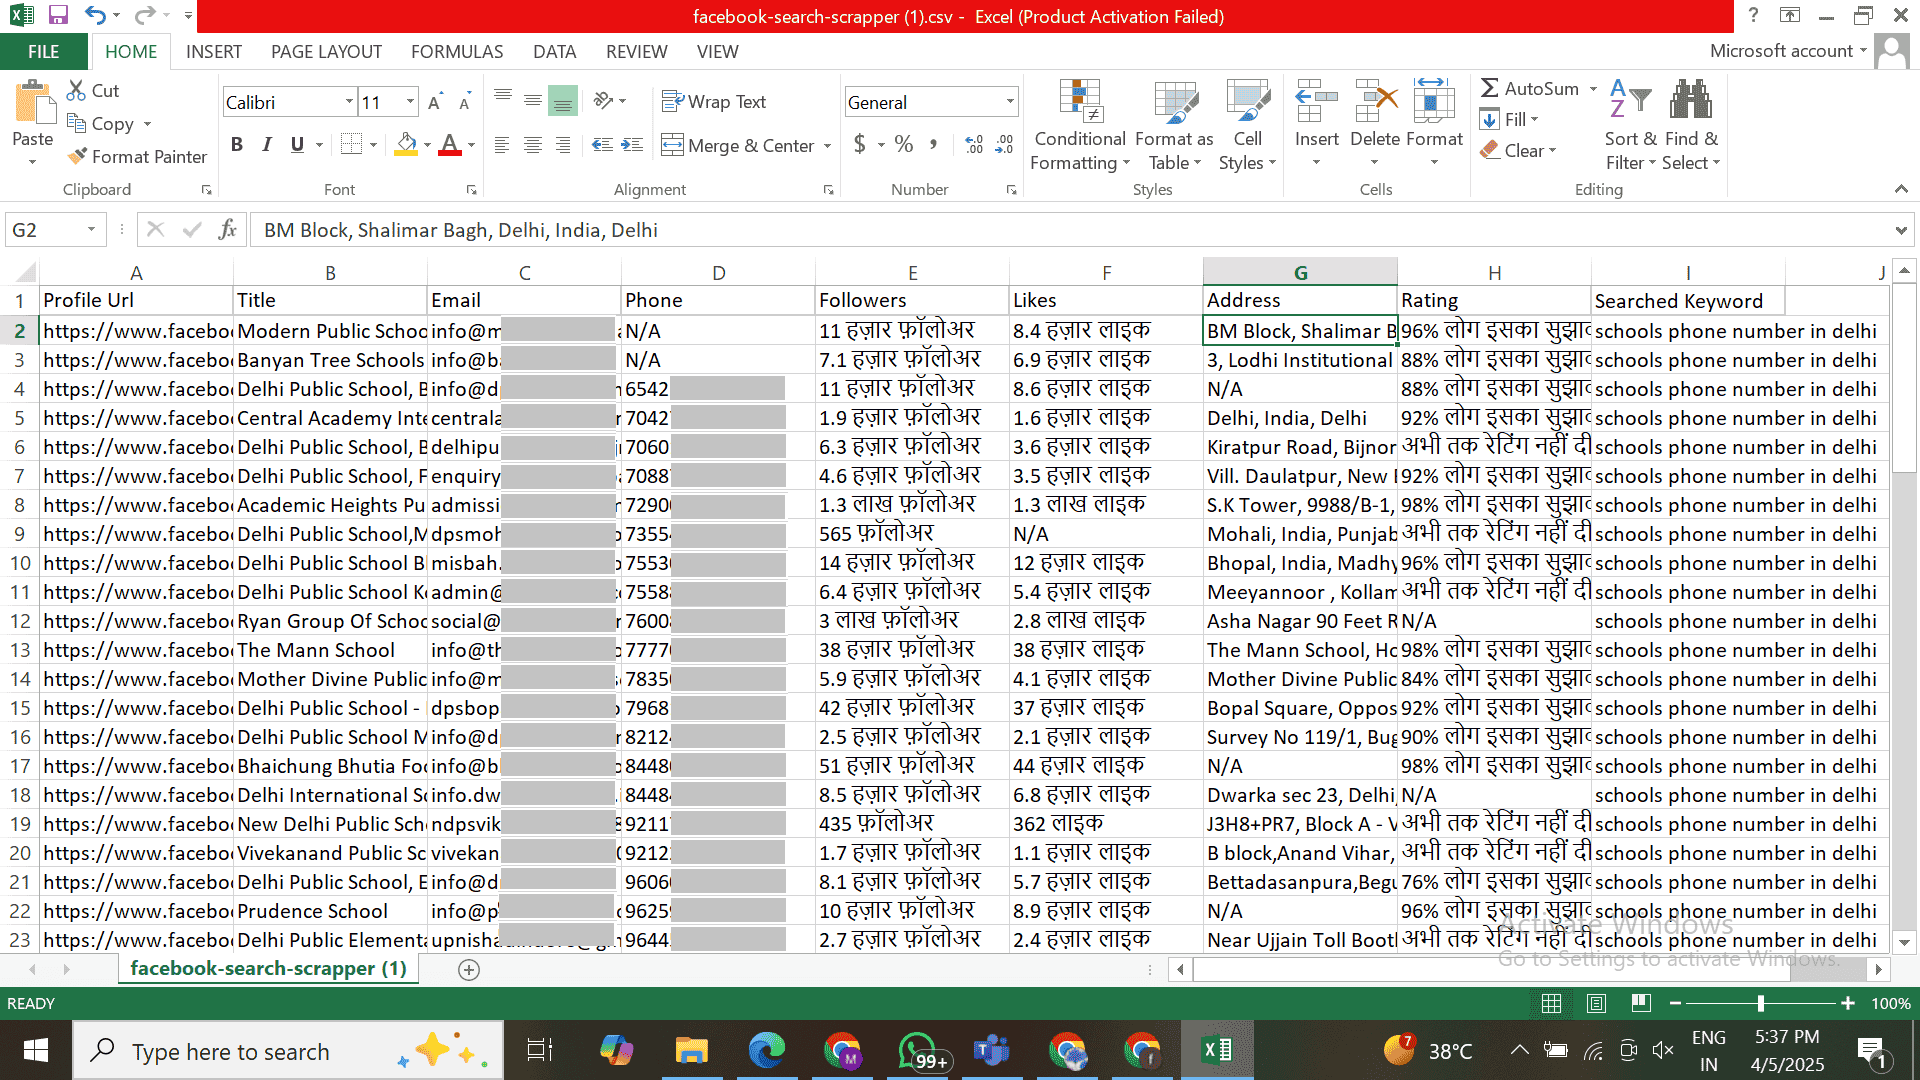 facebook-search-scrapper (1).csv - Excel (Product Activation Failed)
FILE HOME INSERT PAGE LAYOUT FORMULAS DATA REVIEW VIEW Microsoft account
Paste Cut Copy Format Painter Clipboard
Calibri 11 B I U Font
Wrap Text Merge & Center Alignment
General $ % , Number
Conditional Formatting Format as Table Cell Styles Styles
Insert Delete Format Cells
AutoSum Fill Clear Sort & Filter Find & Select Editing
G2 fx BM Block, Shalimar Bagh, Delhi, India, Delhi
A B C D E F G H I J
1 Profile Url Title Email Phone Followers Likes Address Rating Searched Keyword
2 https://www.facebo Modern Public Schoo info@m N/A 11 हज़ार फ़ॉलोअर 8.4 हज़ार लाइक BM Block, Shalimar B 96% लोग इसका schools phone number in delhi
3 https://www.facebo Banyan Tree Schools info@b N/A 7.1 हज़ार फ़ॉलोअर 6.9 हज़ार लाइक 3, Lodhi Institutional 88% लोग इसका schools phone number in delhi
4 https://www.facebo Delhi Public School, B info@d 6542 11 हज़ार फ़ॉलोअर 8.6 हज़ार लाइक N/A 88% लोग इसका schools phone number in delhi
5 https://www.facebo Central Academy Inte centrala 7042 1.9 हज़ार फ़ॉलोअर 1.6 हज़ार लाइक Delhi, India, Delhi 92% लोग इसका schools phone number in delhi
6 https://www.facebo Delhi Public School, B delhipu 7060 6.3 हज़ार फ़ॉलोअर 3.6 हज़ार लाइक Kiratpur Road, Bijnor अभी तक रेटिंग नहीं दी schools phone number in delhi
7 https://www.facebo Delhi Public School, F enquiry 7088 4.6 हज़ार फ़ॉलोअर 3.5 हज़ार लाइक Vill. Daulatpur, New 92% लोग इसका schools phone number in delhi
8 https://www.facebo Academic Heights Pu admissi 7290 1.3 लाख फ़ॉलोअर 1.3 लाख लाइक S.K Tower, 9988/B-1, 98% लोग इसका schools phone number in delhi
9 https://www.facebo Delhi Public School,M dpsmoh 7355 565 फ़ॉलोअर N/A Mohali, India, Punjab अभी तक रेटिंग नहीं दी schools phone number in delhi
10 https://www.facebo Delhi Public School Bl misbah 7553 14 हज़ार फ़ॉलोअर 12 हज़ार लाइक Bhopal, India, Madhy 96% लोग इसका schools phone number in delhi
11 https://www.facebo Delhi Public School Ko admin@ 7558 6.4 हज़ार फ़ॉलोअर 5.4 हज़ार लाइक Meeyannoor , Kollam अभी तक रेटिंग नहीं दी schools phone number in delhi
12 https://www.facebo Ryan Group Of Schoo social@ 7600 3 लाख फ़ॉलोअर 2.8 लाख लाइक Asha Nagar 90 Feet R N/A schools phone number in delhi
13 https://www.facebo The Mann School info@th 7777 38 हज़ार फ़ॉलोअर 38 हज़ार लाइक The Mann School, Ho 98% लोग इसका schools phone number in delhi
14 https://www.facebo Mother Divine Public info@m 7835 5.9 हज़ार फ़ॉलोअर 4.1 हज़ार लाइक Mother Divine Public 84% लोग इसका schools phone number in delhi
15 https://www.facebo Delhi Public School - dpsbop 7968 42 हज़ार फ़ॉलोअर 37 हज़ार लाइक Bopal Square, Oppos 92% लोग इसका schools phone number in delhi
16 https://www.facebo Delhi Public School M info@d 8212 2.5 हज़ार फ़ॉलोअर 2.1 हज़ार लाइक Survey No 119/1, Bug 90% लोग इसका schools phone number in delhi
17 https://www.facebo Bhaichung Bhutia Foo info@b 8448 51 हज़ार फ़ॉलोअर 44 हज़ार लाइक N/A 98% लोग इसका schools phone number in delhi
18 https://www.facebo Delhi International Sc info.dw 8448 8.5 हज़ार फ़ॉलोअर 6.8 हज़ार लाइक Dwarka sec 23, Delhi, N/A schools phone number in delhi
19 https://www.facebo New Delhi Public Sch ndpsvik 9211 435 फ़ॉलोअर 362 लाइक J3H8+PR7, Block A - V अभी तक रेटिंग नहीं दी schools phone number in delhi
20 https://www.facebo Vivekanand Public Sc vivekan 9212 1.7 हज़ार फ़ॉलोअर 1.1 हज़ार लाइक B block,Anand Vihar, अभी तक रेटिंग नहीं दी schools phone number in delhi
21 https://www.facebo Delhi Public School, E info@d 9606 8.1 हज़ार फ़ॉलोअर 5.7 हज़ार लाइक Bettadasanpura,Begu 76% लोग इसका schools phone number in delhi
22 https://www.facebo Prudence School info@p 9625 10 हज़ार फ़ॉलोअर 8.9 हज़ार लाइक N/A 96% लोग इसका schools phone number in delhi
23 https://www.facebo Delhi Public Elementa 9644 2.7 हज़ार फ़ॉलोअर 2.4 हज़ार लाइक Near Ujjain Toll Boot अभी तक रेटिंग नहीं दी schools phone number in delhi
Activate Windows
Go to Settings to activate Windows.
facebook-search-scrapper (1)
READY 100%
Type here to search 99+ 7 38°C ENG IN 5:37 PM 4/5/2025 1